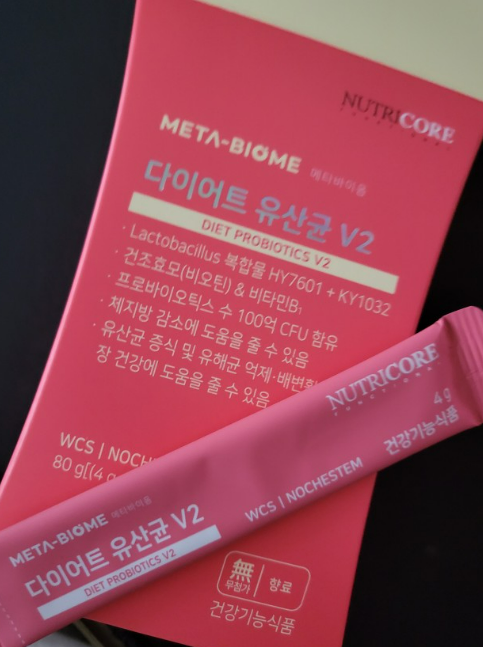 NUTRICORE
META-BIOME 메타바이옴
다이어트 유산균 V2
DIET PROBIOTICS V2
· Lactobacillus 복합물 HY7601 + KY1032
· 건조효모(비오틴) & 비타민B₁
· 프로바이오틱스 수 100억 CFU 함유
· 체지방 감소에 도움을 줄 수 있음
· 유산균 증식 및 유해균 억제·배변활
장 건강에 도움을 줄 수 있음
WCS | NOCH
80 g[(4 g
NUTRICORE
4 g
건강기능식품
WCS | NOCHESTEM
META-BIOME 메타바이옴
다이어트 유산균 V2
DIET PROBIOTICS V2
無
무첨가
향료
건강기능식품